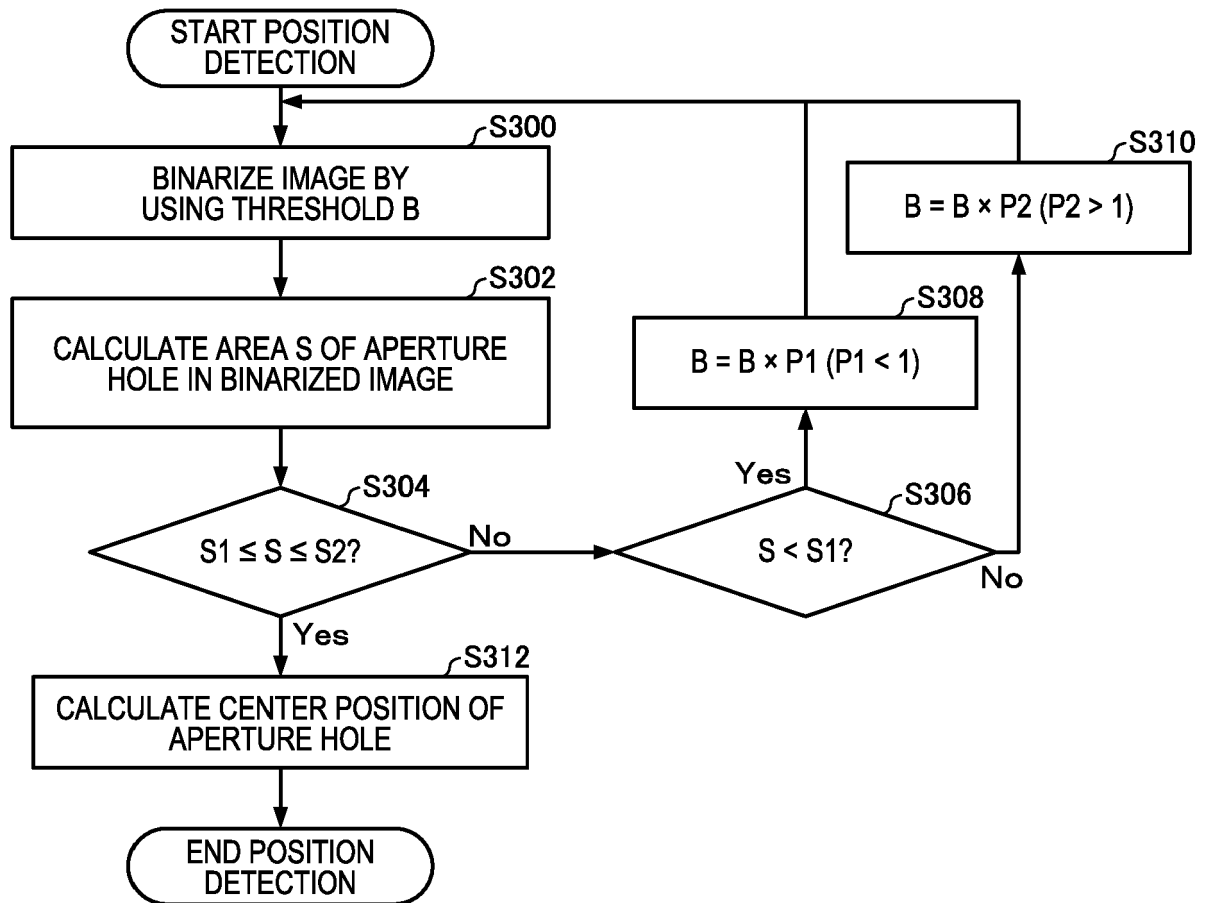 START POSITION
DETECTION
S300
BINARIZE IMAGE BY
USING THRESHOLD B
S310
B = B × P2 (P2 > 1)
S302
CALCULATE AREA S OF APERTURE
HOLE IN BINARIZED IMAGE
S308
B = B × P1 (P1 < 1)
S304
S1 ≤ S ≤ S2?
No
Yes
S306
S < S1?
Yes
No
S312
CALCULATE CENTER POSITION OF
APERTURE HOLE
END POSITION
DETECTION